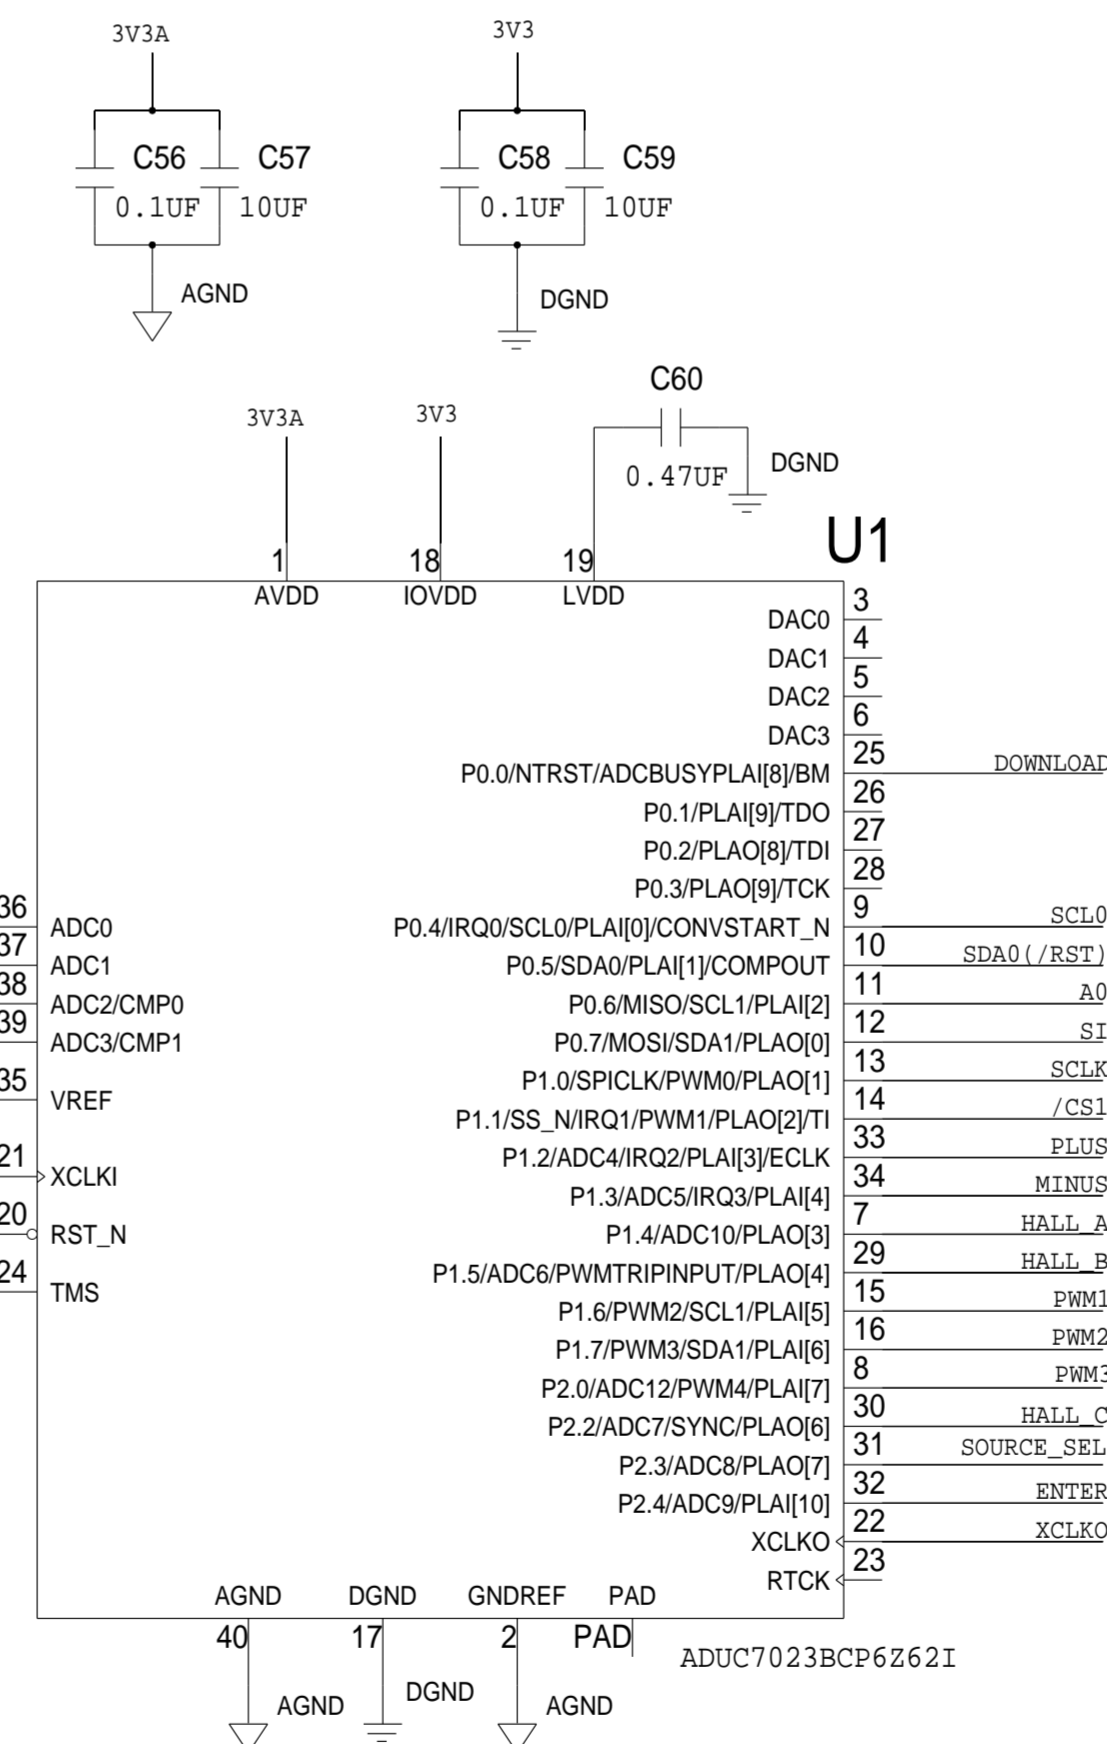 3V3A
3V3
C56
C57
C58
C59
0.1UF
10UF
0.1UF
10UF
AGND
DGND
C60
3V3A
3V3
0.47UF
DGND
U1
1
18
19
AVDD
IOVDD
LVDD
DAC0 3
DAC1 4
DAC2 5
DAC3 6
P0.0/NTRST/ADCBUSYPLAI[8]/BM 25 DOWNLOAD
P0.1/PLAI[9]/TDO 26
P0.2/PLAO[8]/TDI 27
P0.3/PLAO[9]/TCK 28
36 ADC0
P0.4/IRQ0/SCL0/PLAI[0]/CONVSTART_N 9 SCL0
37 ADC1
P0.5/SDA0/PLAI[1]/COMPOUT 10 SDA0(/RST)
38 ADC2/CMP0
P0.6/MISO/SCL1/PLAI[2] 11 A0
39 ADC3/CMP1
P0.7/MOSI/SDA1/PLAO[0] 12 SI
35 VREF
P1.0/SPICLK/PWM0/PLAO[1] 13 SCLK
P1.1/SS_N/IRQ1/PWM1/PLAO[2]/TI 14 /CS1
21 XCLKI
P1.2/ADC4/IRQ2/PLAI[3]/ECLK 33 PLUS
P1.3/ADC5/IRQ3/PLAI[4] 34 MINUS
20 RST_N
P1.4/ADC10/PLAO[3] 7 HALL_A
24 TMS
P1.5/ADC6/PWMTRIPINPUT/PLAO[4] 29 HALL_B
P1.6/PWM2/SCL1/PLAI[5] 15 PWM1
P1.7/PWM3/SDA1/PLAI[6] 16 PWM2
P2.0/ADC12/PWM4/PLAI[7] 8 PWM3
P2.2/ADC7/SYNC/PLAO[6] 30 HALL_C
P2.3/ADC8/PLAO[7] 31 SOURCE_SEL
P2.4/ADC9/PLAI[10] 32 ENTER
XCLKO 22 XCLKO
RTCK 23
AGND
DGND
GNDREF
PAD
40
17
2
PAD
ADUC7023BCP6Z62I
AGND
DGND
AGND